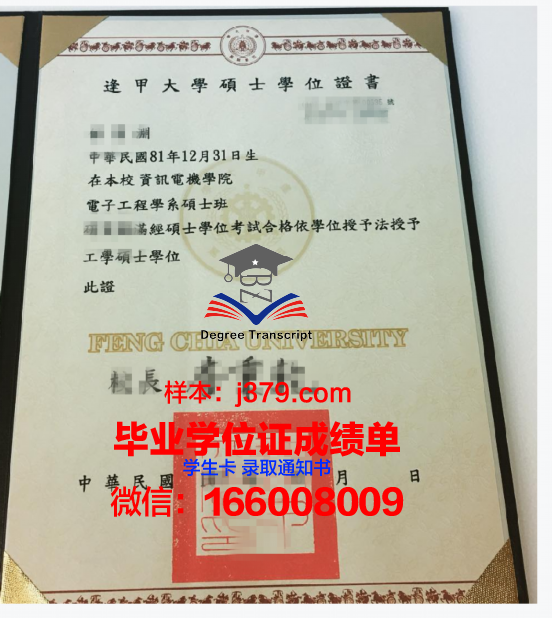 逢甲大學碩士學位證書
號
中華民國81年12月31日生
在本校 資訊電機學院
電子工程學系碩士班
經碩士學位考試合格依學位授予法授予
工學碩士學位
此證
Degree Transcript
FENG CHIA UNIVERSITY
校長
样本：j379.com
毕业学位证成绩单
学生卡 录取通知书
中華民國 月 日
微信：166008009